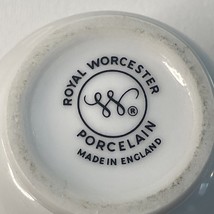 ROYAL WORCESTER
W®
PORCELAIN
MADE IN ENGLAND